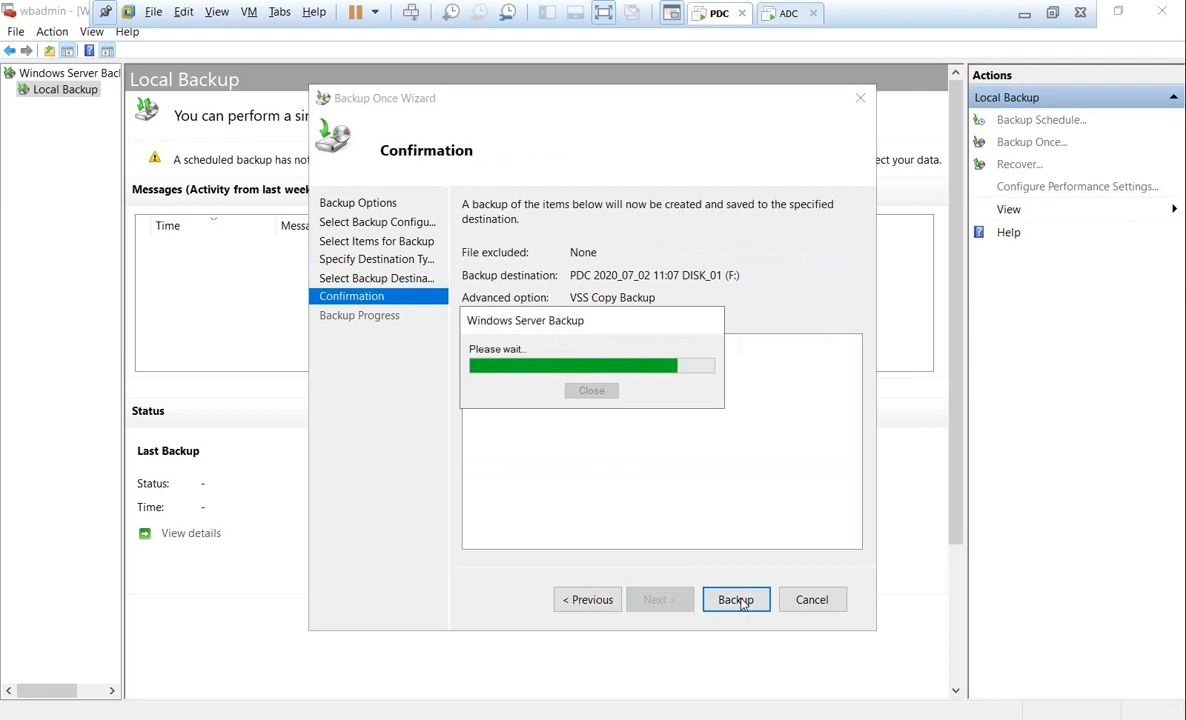 wbadmin - [W
File Edit View VM Tabs Help
PDC
ADC
File Action View Help
Windows Server Bac
Local Backup
Local Backup
You can perform a si
A scheduled backup has not
ect your data.
Messages (Activity from last week
Time
Messa
Status
Last Backup
Status: -
Time: -
View details
Backup Once Wizard
Confirmation
Backup Options
Select Backup Configu...
Select Items for Backup
Specify Destination Ty...
Select Backup Destina...
Confirmation
Backup Progress
A backup of the items below will now be created and saved to the specified
destination.
File excluded: None
Backup destination: PDC 2020_07_02 11:07 DISK_01 (F:)
Advanced option: VSS Copy Backup
Windows Server Backup
Please wait...
Close
< Previous
Next >
Backup
Cancel
Actions
Local Backup
Backup Schedule...
Backup Once...
Recover...
Configure Performance Settings...
View
Help